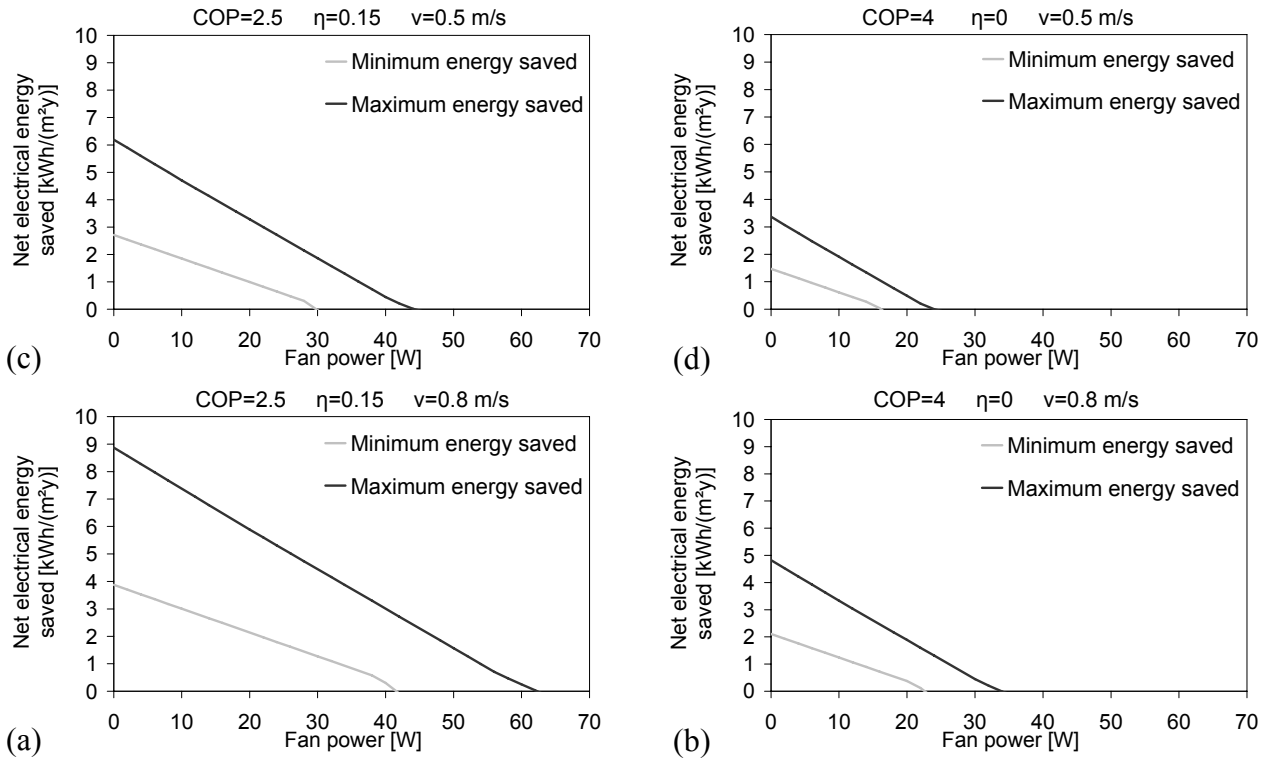 COP=2.5 η=0.15 v=0.5 m/s
Net electrical energy
saved [kWh/(m²y)]
10
9
8
7
6
5
4
3
2
1
0
Minimum energy saved
Maximum energy saved
0 10 20 30 40 50 60 70
Fan power [W]
(c)
COP=4 η=0 v=0.5 m/s
Net electrical energy
saved [kWh/(m²y)]
10
9
8
7
6
5
4
3
2
1
0
Minimum energy saved
Maximum energy saved
0 10 20 30 40 50 60 70
Fan power [W]
(d)
COP=2.5 η=0.15 v=0.8 m/s
Net electrical energy
saved [kWh/(m²y)]
10
9
8
7
6
5
4
3
2
1
0
Minimum energy saved
Maximum energy saved
0 10 20 30 40 50 60 70
Fan power [W]
(a)
COP=4 η=0 v=0.8 m/s
Net electrical energy
saved [kWh/(m²y)]
10
9
8
7
6
5
4
3
2
1
0
Minimum energy saved
Maximum energy saved
0 10 20 30 40 50 60 70
Fan power [W]
(b)